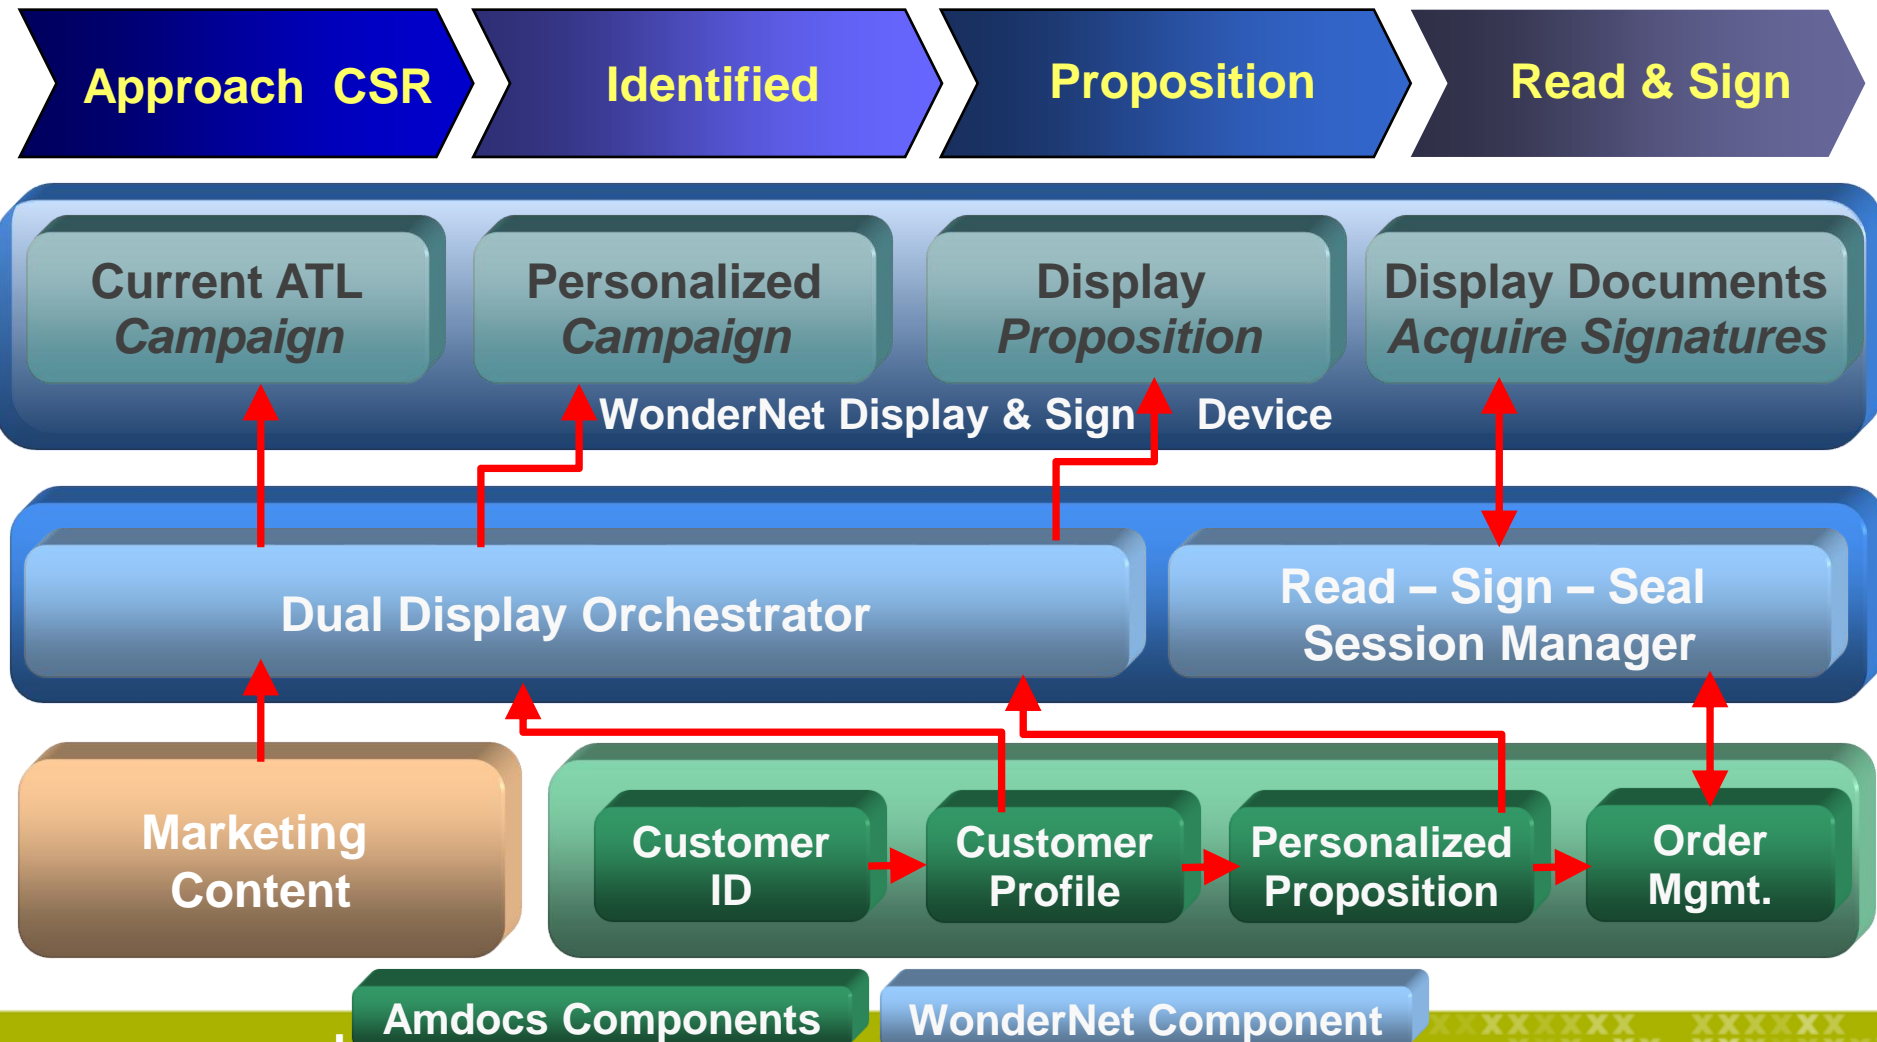 Approach CSR
Identified
Proposition
Read & Sign
Current ATL
Campaign
Personalized
Campaign
Display
Proposition
Display Documents
Acquire Signatures
WonderNet Display & Sign Device
Dual Display Orchestrator
Read – Sign – Seal
Session Manager
Marketing
Content
Customer
ID
Customer
Profile
Personalized
Proposition
Order
Mgmt.
Amdocs Components
WonderNet Component